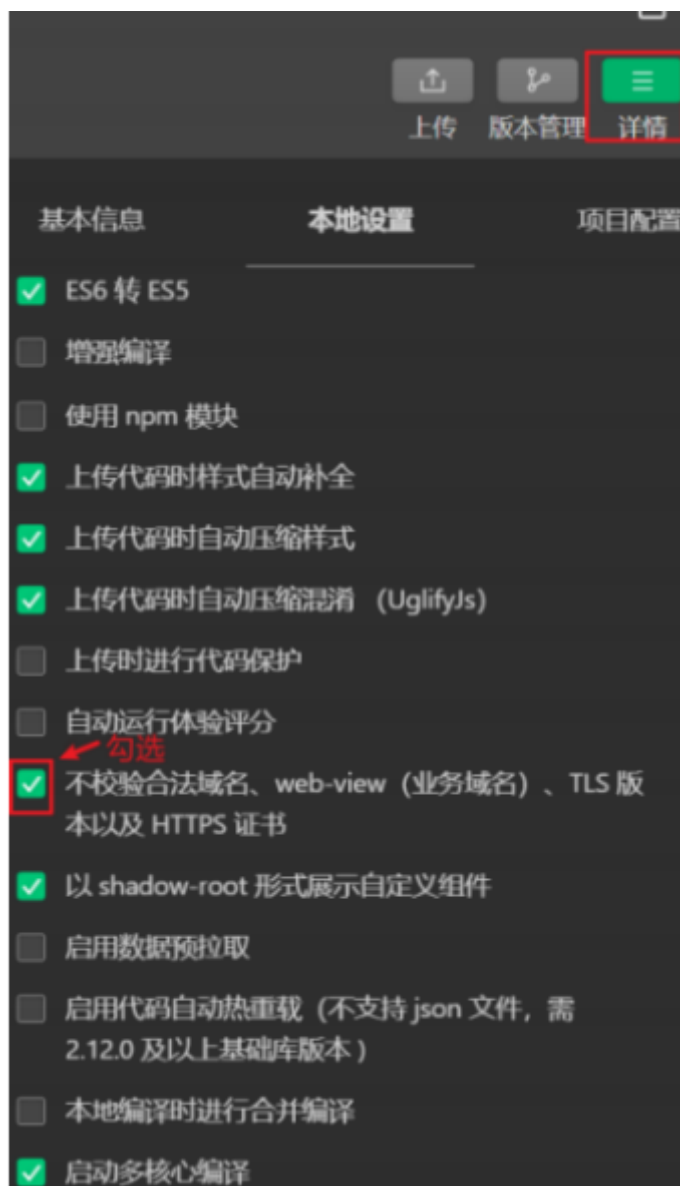 上传 版本管理 详情
基本信息 本地设置 项目配置
ES6 转 ES5
增强编译
使用 npm 模块
上传代码时样式自动补全
上传代码时自动压缩样式
上传代码时自动压缩混淆 （UglifyJs）
上传时进行代码保护
自动运行体验评分
勾选
不校验合法域名、web-view（业务域名）、TLS 版
本以及 HTTPS 证书
以 shadow-root 形式展示自定义组件
启用数据预拉取
启用代码自动热重载（不支持 json 文件，需
2.12.0 及以上基础库版本）
本地编译时进行合并编译
启动多核心编译